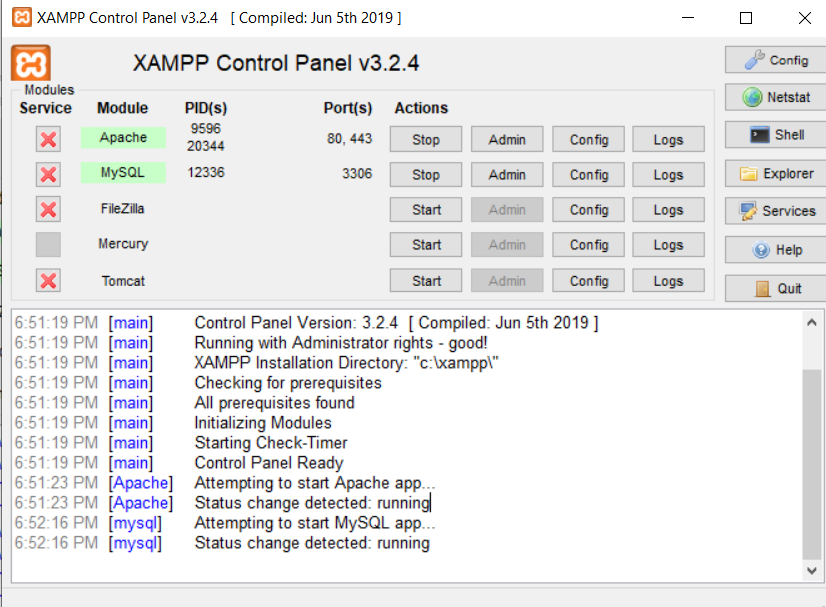 XAMPP Control Panel v3.2.4 [ Compiled: Jun 5th 2019 ]
XAMPP Control Panel v3.2.4
Config
Modules
Service Module PID(s) Port(s) Actions
Netstat
Apache 9596 20344 80, 443 Stop Admin Config Logs
Shell
MySQL 12336 3306 Stop Admin Config Logs
Explorer
FileZilla Start Admin Config Logs
Services
Mercury Start Admin Config Logs
Help
Tomcat Start Admin Config Logs
Quit
6:51:19 PM [main] Control Panel Version: 3.2.4 [ Compiled: Jun 5th 2019 ]
6:51:19 PM [main] Running with Administrator rights - good!
6:51:19 PM [main] XAMPP Installation Directory: "c:\xampp\"
6:51:19 PM [main] Checking for prerequisites
6:51:19 PM [main] All prerequisites found
6:51:19 PM [main] Initializing Modules
6:51:19 PM [main] Starting Check-Timer
6:51:19 PM [main] Control Panel Ready
6:51:23 PM [Apache] Attempting to start Apache app...
6:51:23 PM [Apache] Status change detected: running
6:52:16 PM [mysql] Attempting to start MySQL app...
6:52:16 PM [mysql] Status change detected: running